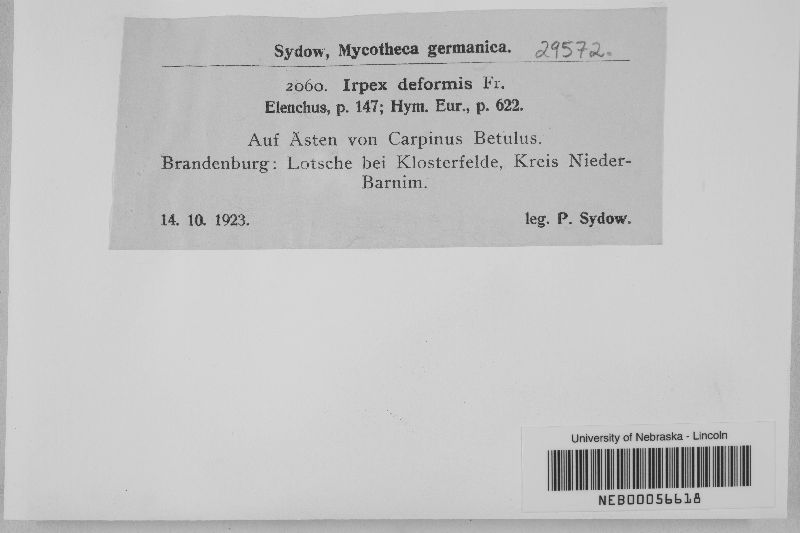 Sydow, Mycotheca germanica. 29572.
2060. Irpex deformis Fr.
Elenchus, p. 147; Hym. Eur., p. 622.
Auf Ästen von Carpinus Betulus.
Brandenburg: Lotsche bei Klosterfelde, Kreis Nieder-
Barnim.
14. 10. 1923. leg. P. Sydow.
University of Nebraska - Lincoln
NEB00056618